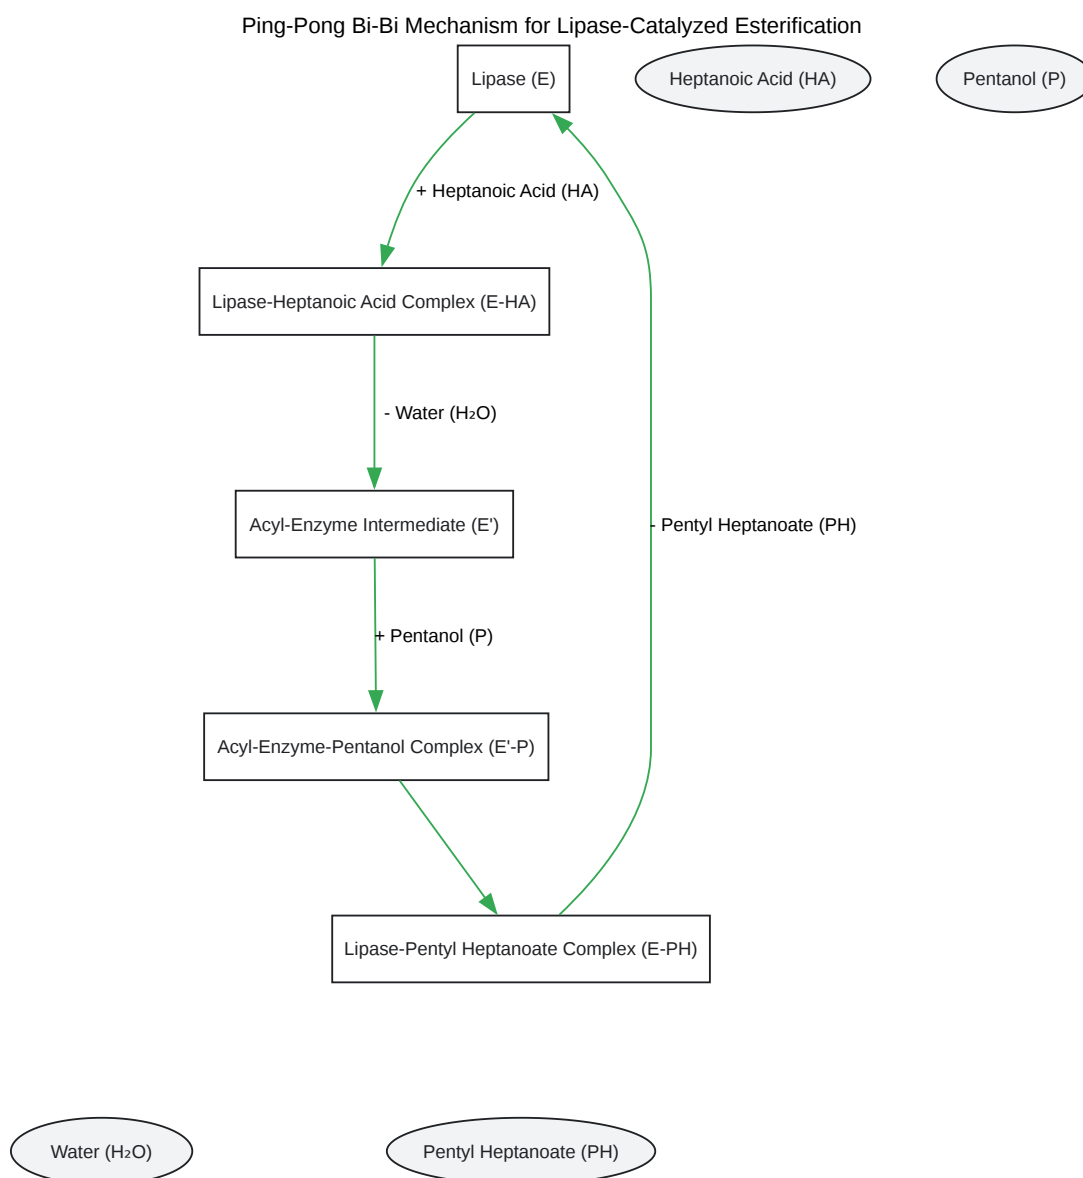 Ping-Pong Bi-Bi Mechanism for Lipase-Catalyzed Esterification
Lipase (E)
Heptanoic Acid (HA)
Pentanol (P)
+ Heptanoic Acid (HA)
Lipase-Heptanoic Acid Complex (E-HA)
- Water (H₂O)
Acyl-Enzyme Intermediate (E')
- Pentyl Heptanoate (PH)
+ Pentanol (P)
Acyl-Enzyme-Pentanol Complex (E'-P)
Lipase-Pentyl Heptanoate Complex (E-PH)
Water (H₂O)
Pentyl Heptanoate (PH)